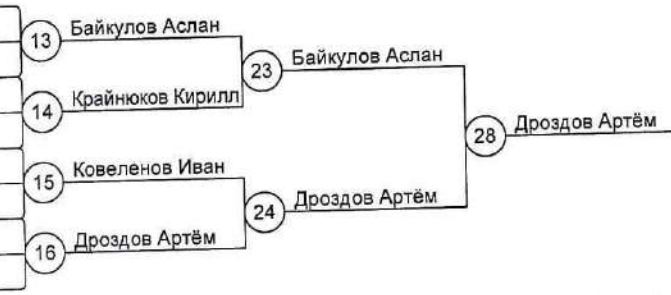 13 Байкулов Аслан
23 Байкулов Аслан
14 Крайнюков Кирилл
28 Дроздов Артём
15 Ковеленов Иван
24 Дроздов Артём
16 Дроздов Артём